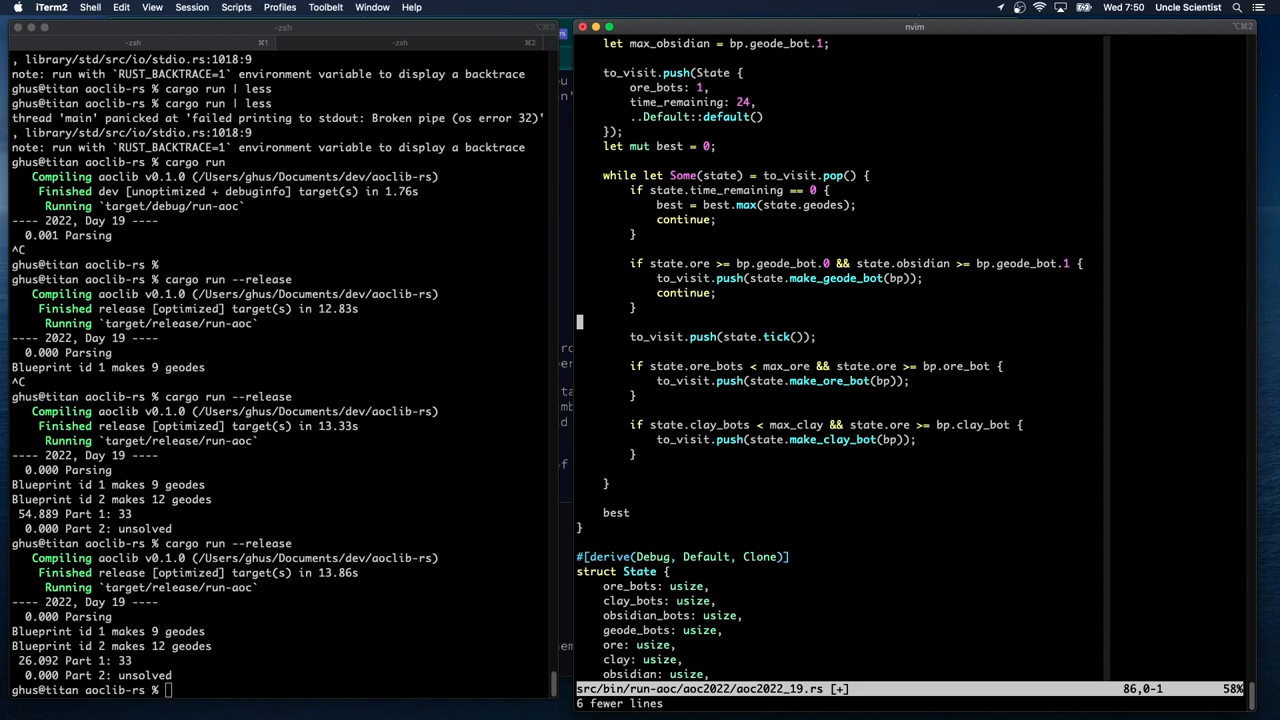 iTerm2 Shell Edit View Session Scripts Profiles Toolbelt Window Help
Wed 7:50 Uncle Scientist
-zsh
⌥⌘3
-zsh ⌘1 -zsh ⌘2
, library/std/src/io/stdio.rs:1018:9
note: run with `RUST_BACKTRACE=1` environment variable to display a backtrace
ghus@titan aoclib-rs % cargo run | less
ghus@titan aoclib-rs % cargo run | less
thread 'main' panicked at 'failed printing to stdout: Broken pipe (os error 32)'
, library/std/src/io/stdio.rs:1018:9
note: run with `RUST_BACKTRACE=1` environment variable to display a backtrace
ghus@titan aoclib-rs % cargo run
Compiling aoclib v0.1.0 (/Users/ghus/Documents/dev/aoclib-rs)
Finished dev [unoptimized + debuginfo] target(s) in 1.76s
Running `target/debug/run-aoc`
---- 2022, Day 19 ----
0.001 Parsing
^C
ghus@titan aoclib-rs %
ghus@titan aoclib-rs % cargo run --release
Compiling aoclib v0.1.0 (/Users/ghus/Documents/dev/aoclib-rs)
Finished release [optimized] target(s) in 12.83s
Running `target/release/run-aoc`
---- 2022, Day 19 ----
0.000 Parsing
Blueprint id 1 makes 9 geodes
^C
ghus@titan aoclib-rs % cargo run --release
Compiling aoclib v0.1.0 (/Users/ghus/Documents/dev/aoclib-rs)
Finished release [optimized] target(s) in 13.33s
Running `target/release/run-aoc`
---- 2022, Day 19 ----
0.000 Parsing
Blueprint id 1 makes 9 geodes
Blueprint id 2 makes 12 geodes
54.889 Part 1: 33
0.000 Part 2: unsolved
ghus@titan aoclib-rs % cargo run --release
Compiling aoclib v0.1.0 (/Users/ghus/Documents/dev/aoclib-rs)
Finished release [optimized] target(s) in 13.86s
Running `target/release/run-aoc`
---- 2022, Day 19 ----
0.000 Parsing
Blueprint id 1 makes 9 geodes
Blueprint id 2 makes 12 geodes
26.092 Part 1: 33
0.000 Part 2: unsolved
ghus@titan aoclib-rs %
nvim
⌥⌘2
let max_obsidian = bp.geode_bot.1;
to_visit.push(State {
ore_bots: 1,
time_remaining: 24,
..Default::default()
});
let mut best = 0;
while let Some(state) = to_visit.pop() {
if state.time_remaining == 0 {
best = best.max(state.geodes);
continue;
}
if state.ore >= bp.geode_bot.0 && state.obsidian >= bp.geode_bot.1 {
to_visit.push(state.make_geode_bot(bp));
continue;
}
to_visit.push(state.tick());
if state.ore_bots < max_ore && state.ore >= bp.ore_bot {
to_visit.push(state.make_ore_bot(bp));
}
if state.clay_bots < max_clay && state.ore >= bp.clay_bot {
to_visit.push(state.make_clay_bot(bp));
}
}
best
}
#[derive(Debug, Default, Clone)]
struct State {
ore_bots: usize,
clay_bots: usize,
obsidian_bots: usize,
geode_bots: usize,
ore: usize,
clay: usize,
obsidian: usize,
src/bin/run-aoc/aoc2022/aoc2022_19.rs [+] 86,0-1 58%
6 fewer lines